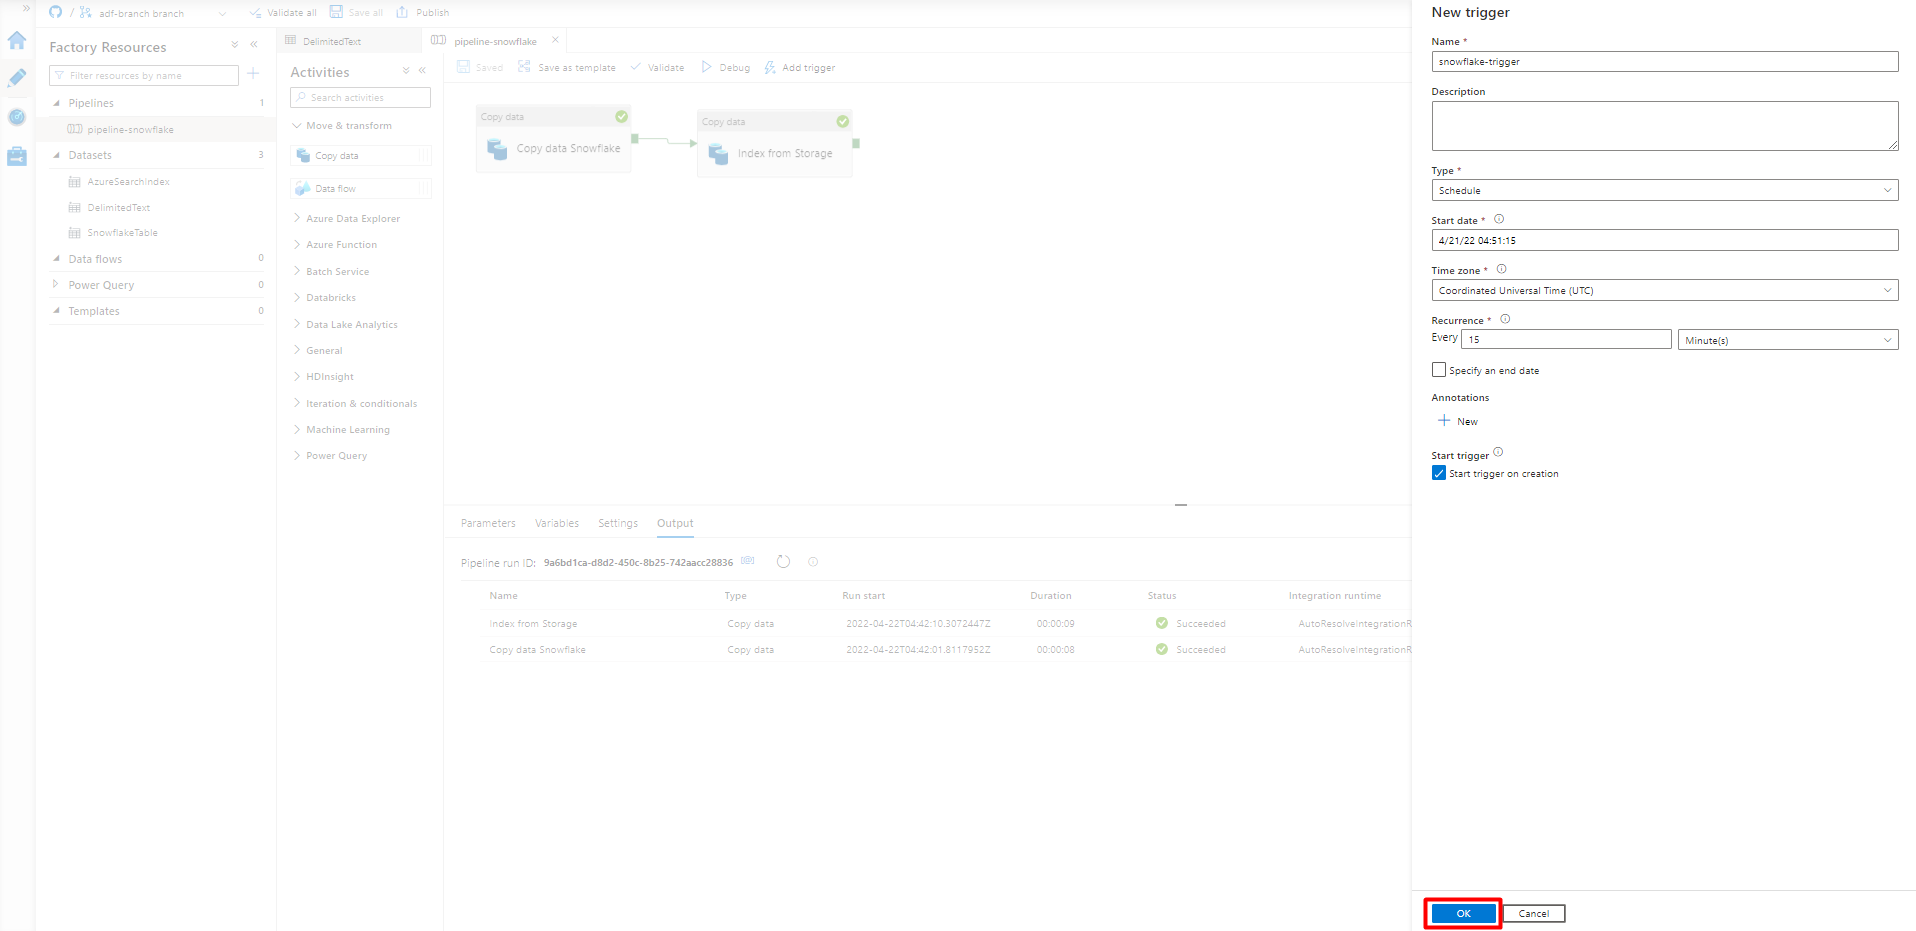 / adf-branch branch
Validate all
Save all
Publish
Factory Resources
Filter resources by name
Pipelines 1
pipeline-snowflake
Datasets 3
AzureSearchIndex
DelimitedText
SnowflakeTable
Data flows 0
Power Query 0
Templates 0
DelimitedText
pipeline-snowflake
Activities
Search activities
Move & transform
Copy data
Data flow
Azure Data Explorer
Azure Function
Batch Service
Databricks
Data Lake Analytics
General
HDInsight
Iteration & conditionals
Machine Learning
Power Query
Saved
Save as template
Validate
Debug
Add trigger
Copy data
Copy data Snowflake
Copy data
Index from Storage
Parameters Variables Settings Output
Pipeline run ID: 9a6bd1ca-d8d2-450c-8b25-742aacc28836
Name Type Run start Duration Status Integration runtime
Index from Storage Copy data 2022-04-22T04:42:10.3072447Z 00:00:09 Succeeded AutoResolveIntegrationR
Copy data Snowflake Copy data 2022-04-22T04:42:01.8117952Z 00:00:08 Succeeded AutoResolveIntegrationR
New trigger
Name *
snowflake-trigger
Description
Type *
Schedule
Start date *
4/21/22 04:51:15
Time zone *
Coordinated Universal Time (UTC)
Recurrence *
Every 15 Minute(s)
Specify an end date
Annotations
New
Start trigger
Start trigger on creation
OK Cancel